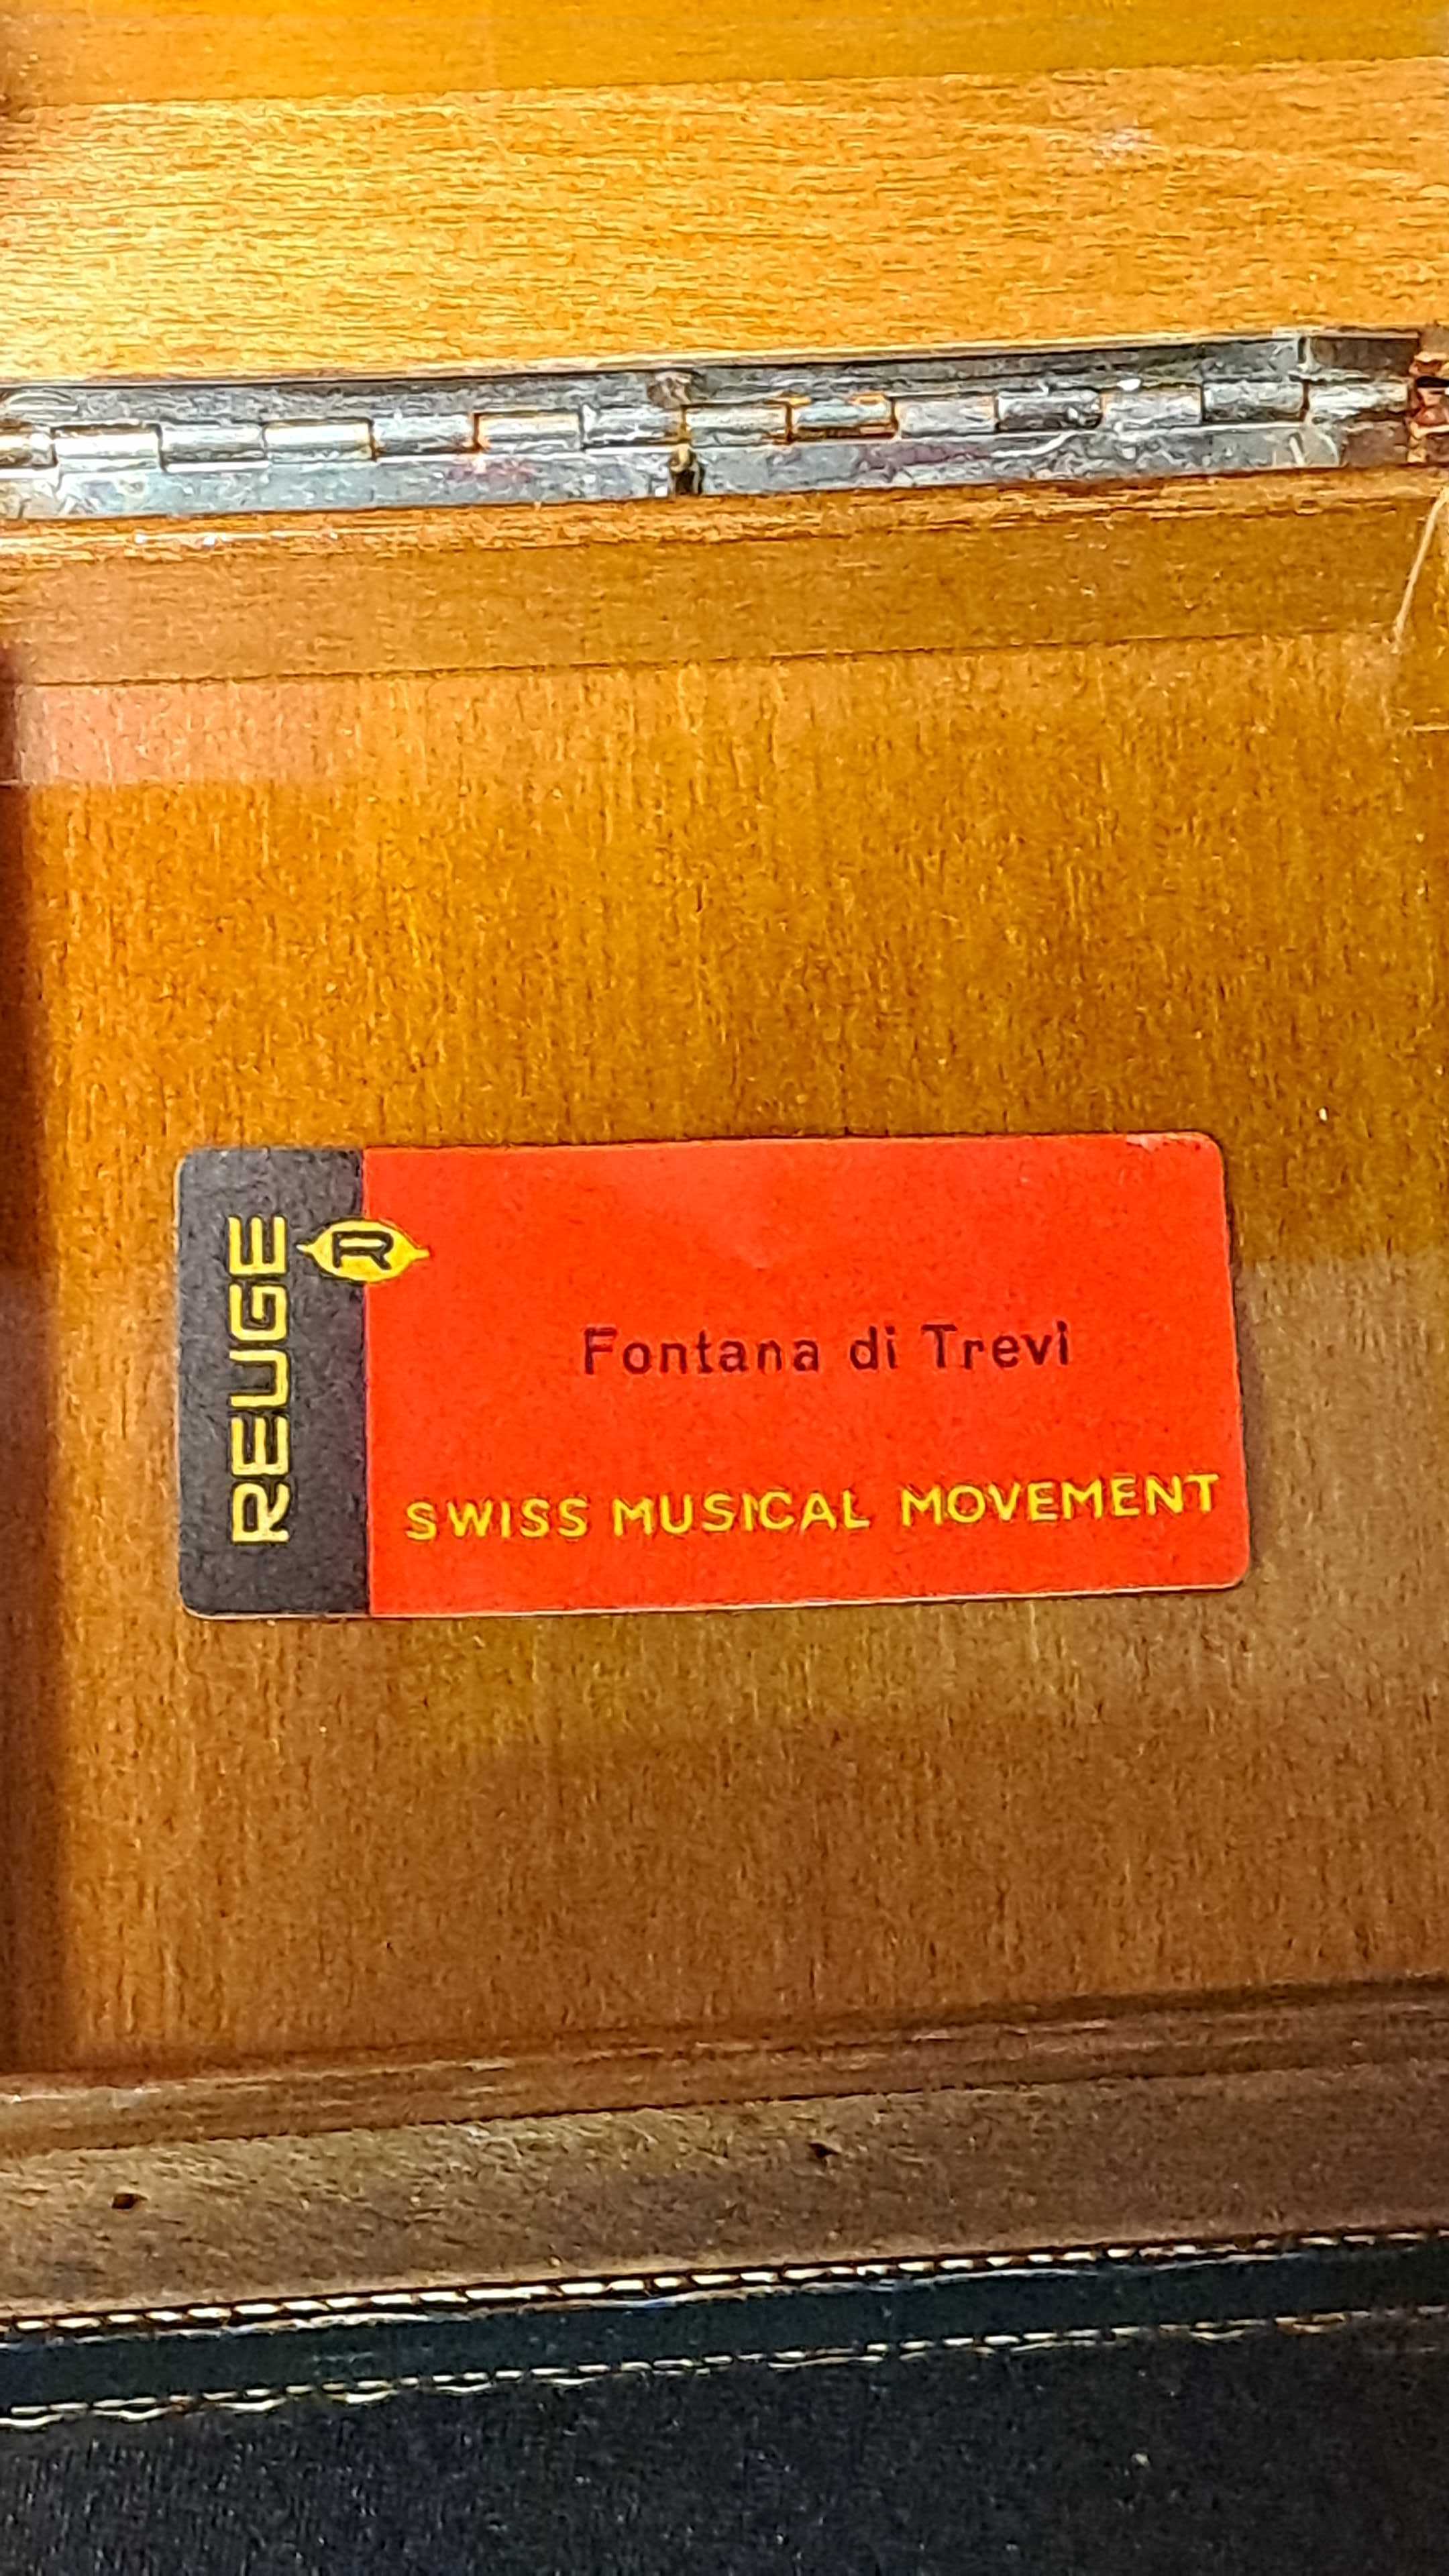 REUGE
R
Fontana di Trevi
SWISS MUSICAL MOVEMENT